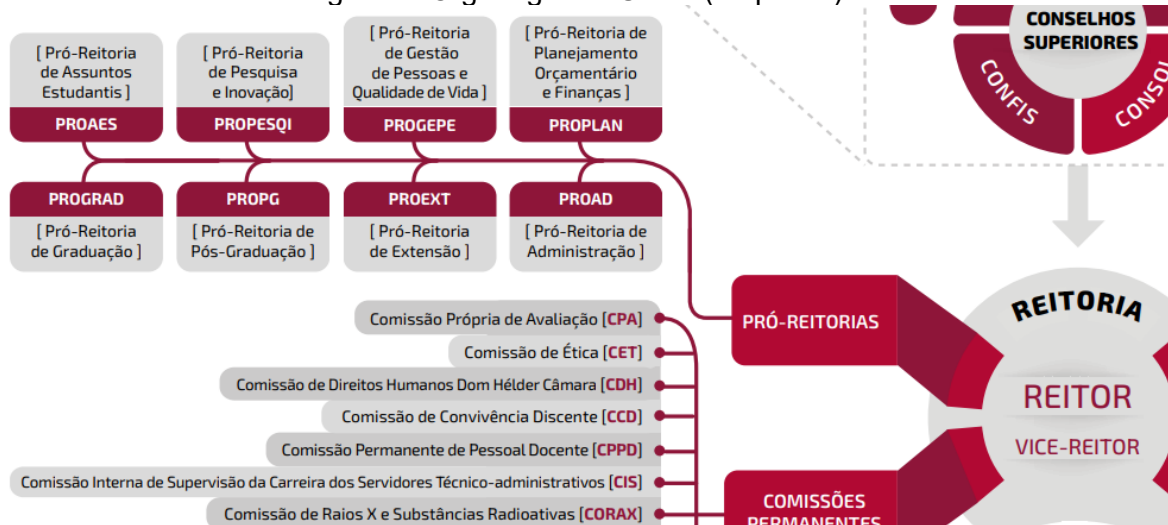 [ Pró-Reitoria
de Assuntos
Estudantis ]
PROAES
[ Pró-Reitoria
de Pesquisa
e Inovação]
PROPESQI
[ Pró-Reitoria
de Gestão
de Pessoas e
Qualidade de Vida ]
PROGEPE
[ Pró-Reitoria de
Planejamento
Orçamentário
e Finanças ]
PROPLAN
PROGRAD
[ Pró-Reitoria
de Graduação ]
PROPG
[ Pró-Reitoria de
Pós-Graduação ]
PROEXT
[ Pró-Reitoria
de Extensão ]
PROAD
[ Pró-Reitoria de
Administração ]
CONSELHOS
SUPERIORES
CONFIS
PRÓ-REITORIAS
REITORIA
REITOR
VICE-REITOR
Comissão Própria de Avaliação [CPA]
Comissão de Ética [CET]
Comissão de Direitos Humanos Dom Hélder Câmara [CDH]
Comissão de Convivência Discente [CCD]
Comissão Permanente de Pessoal Docente [CPPD]
Comissão Interna de Supervisão da Carreira dos Servidores Técnico-administrativos [CIS]
Comissão de Raios X e Substâncias Radioativas [CORAX]
COMISSÕES
PERMANENTES